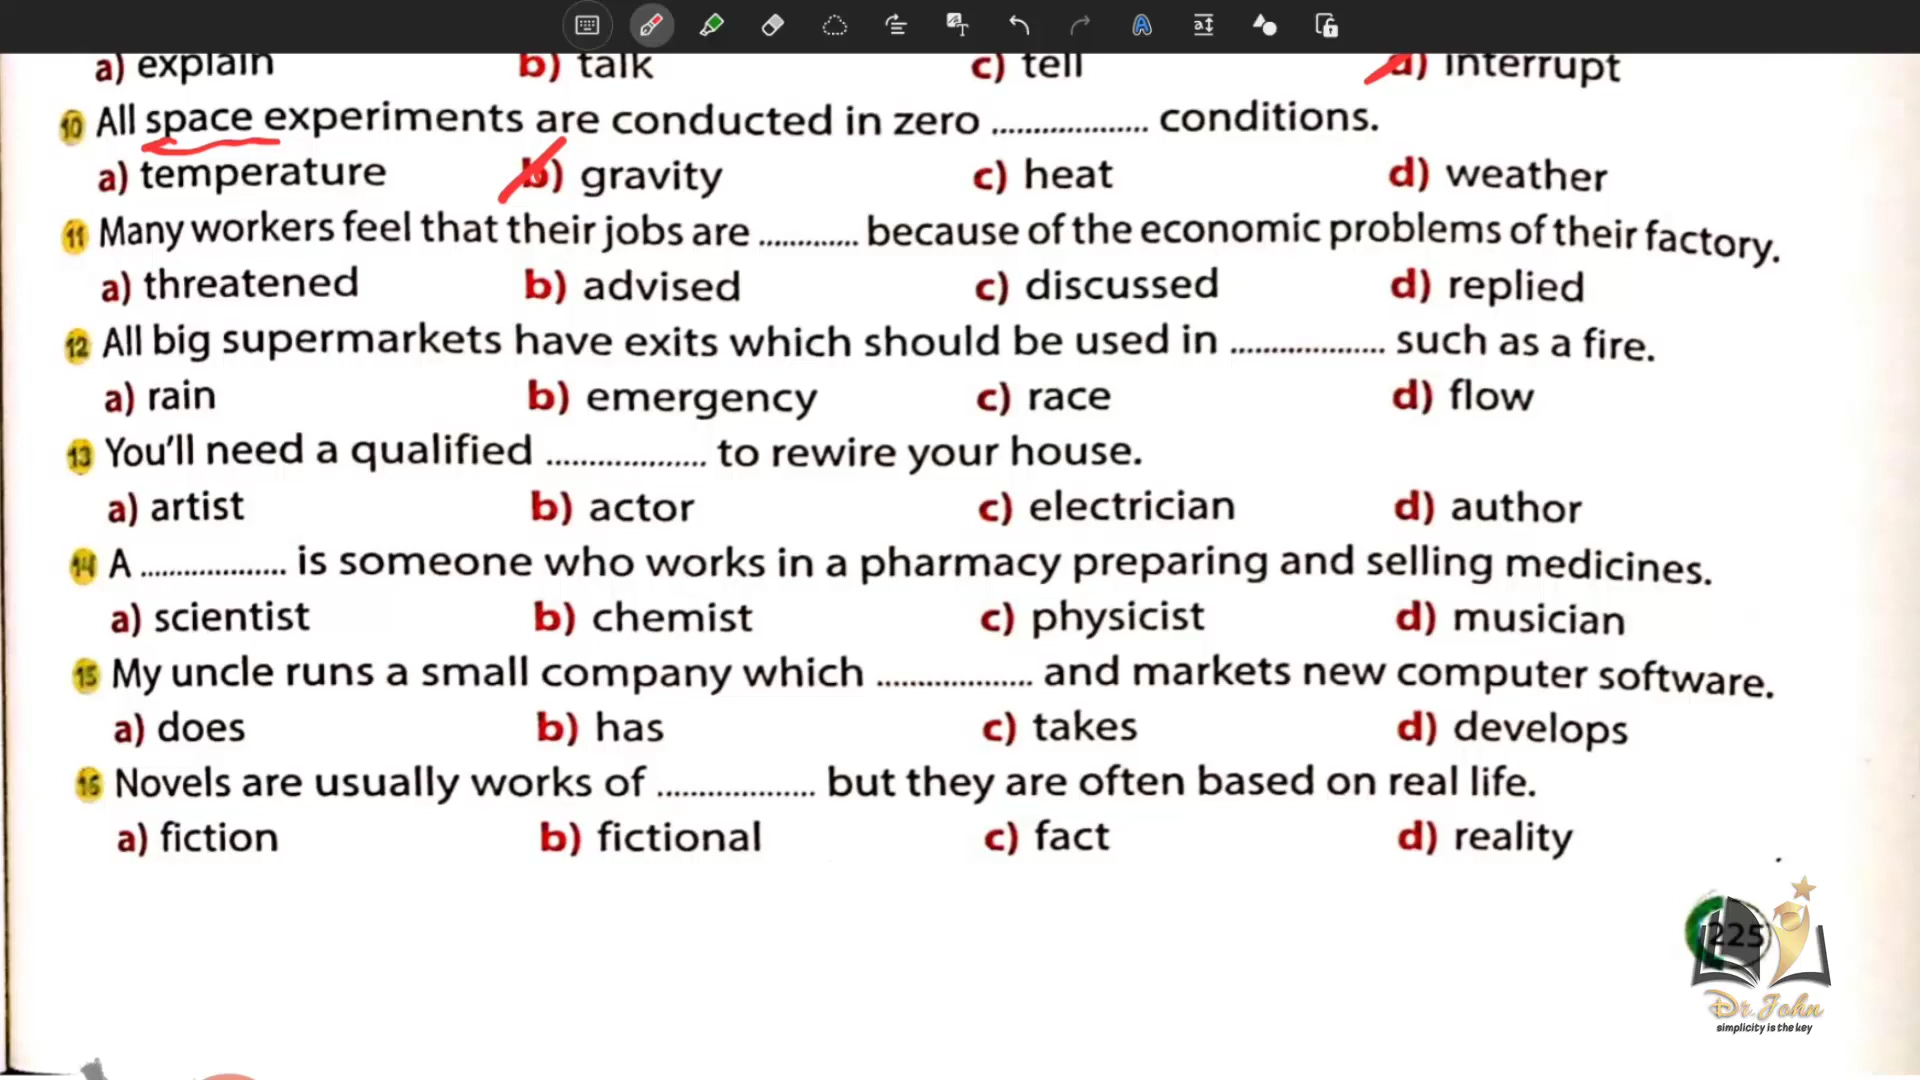 a) explain b) talk c) tell d) interrupt
10 All space experiments are conducted in zero .................. conditions.
a) temperature b) gravity c) heat d) weather
11 Many workers feel that their jobs are ............. because of the economic problems of their factory.
a) threatened b) advised c) discussed d) replied
12 All big supermarkets have exits which should be used in .................. such as a fire.
a) rain b) emergency c) race d) flow
13 You'll need a qualified .................. to rewire your house.
a) artist b) actor c) electrician d) author
14 A .................. is someone who works in a pharmacy preparing and selling medicines.
a) scientist b) chemist c) physicist d) musician
15 My uncle runs a small company which .................. and markets new computer software.
a) does b) has c) takes d) develops
16 Novels are usually works of .................. but they are often based on real life.
a) fiction b) fictional c) fact d) reality
225
Dr. John
simplicity is the key